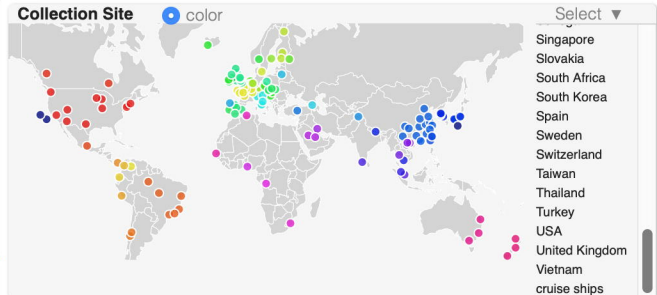 Collection Site
color
Select ▼
Singapore
Slovakia
South Africa
South Korea
Spain
Sweden
Switzerland
Taiwan
Thailand
Turkey
USA
United Kingdom
Vietnam
cruise ships